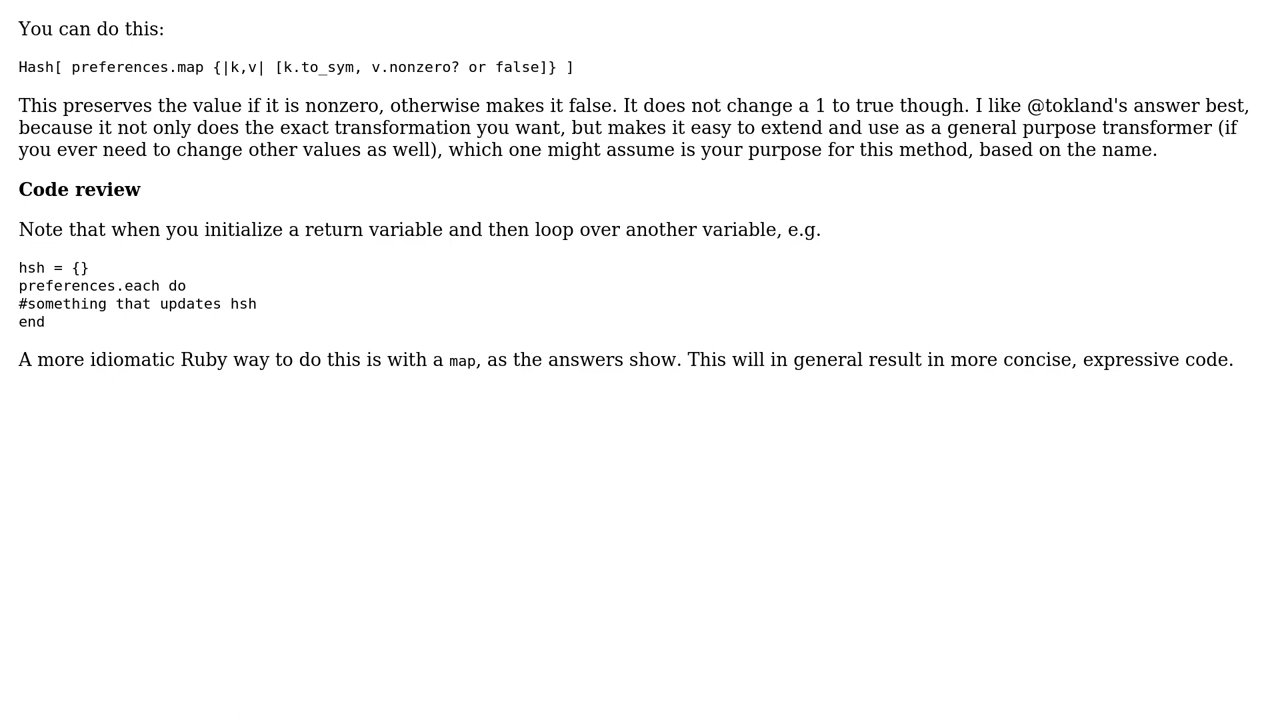 You can do this:
Hash[ preferences.map {|k,v| [k.to_sym, v.nonzero? or false]} ]
This preserves the value if it is nonzero, otherwise makes it false. It does not change a 1 to true though. I like @tokland's answer best,
because it not only does the exact transformation you want, but makes it easy to extend and use as a general purpose transformer (if
you ever need to change other values as well), which one might assume is your purpose for this method, based on the name.
Code review
Note that when you initialize a return variable and then loop over another variable, e.g.
hsh = {}
preferences.each do
#something that updates hsh
end
A more idiomatic Ruby way to do this is with a map, as the answers show. This will in general result in more concise, expressive code.